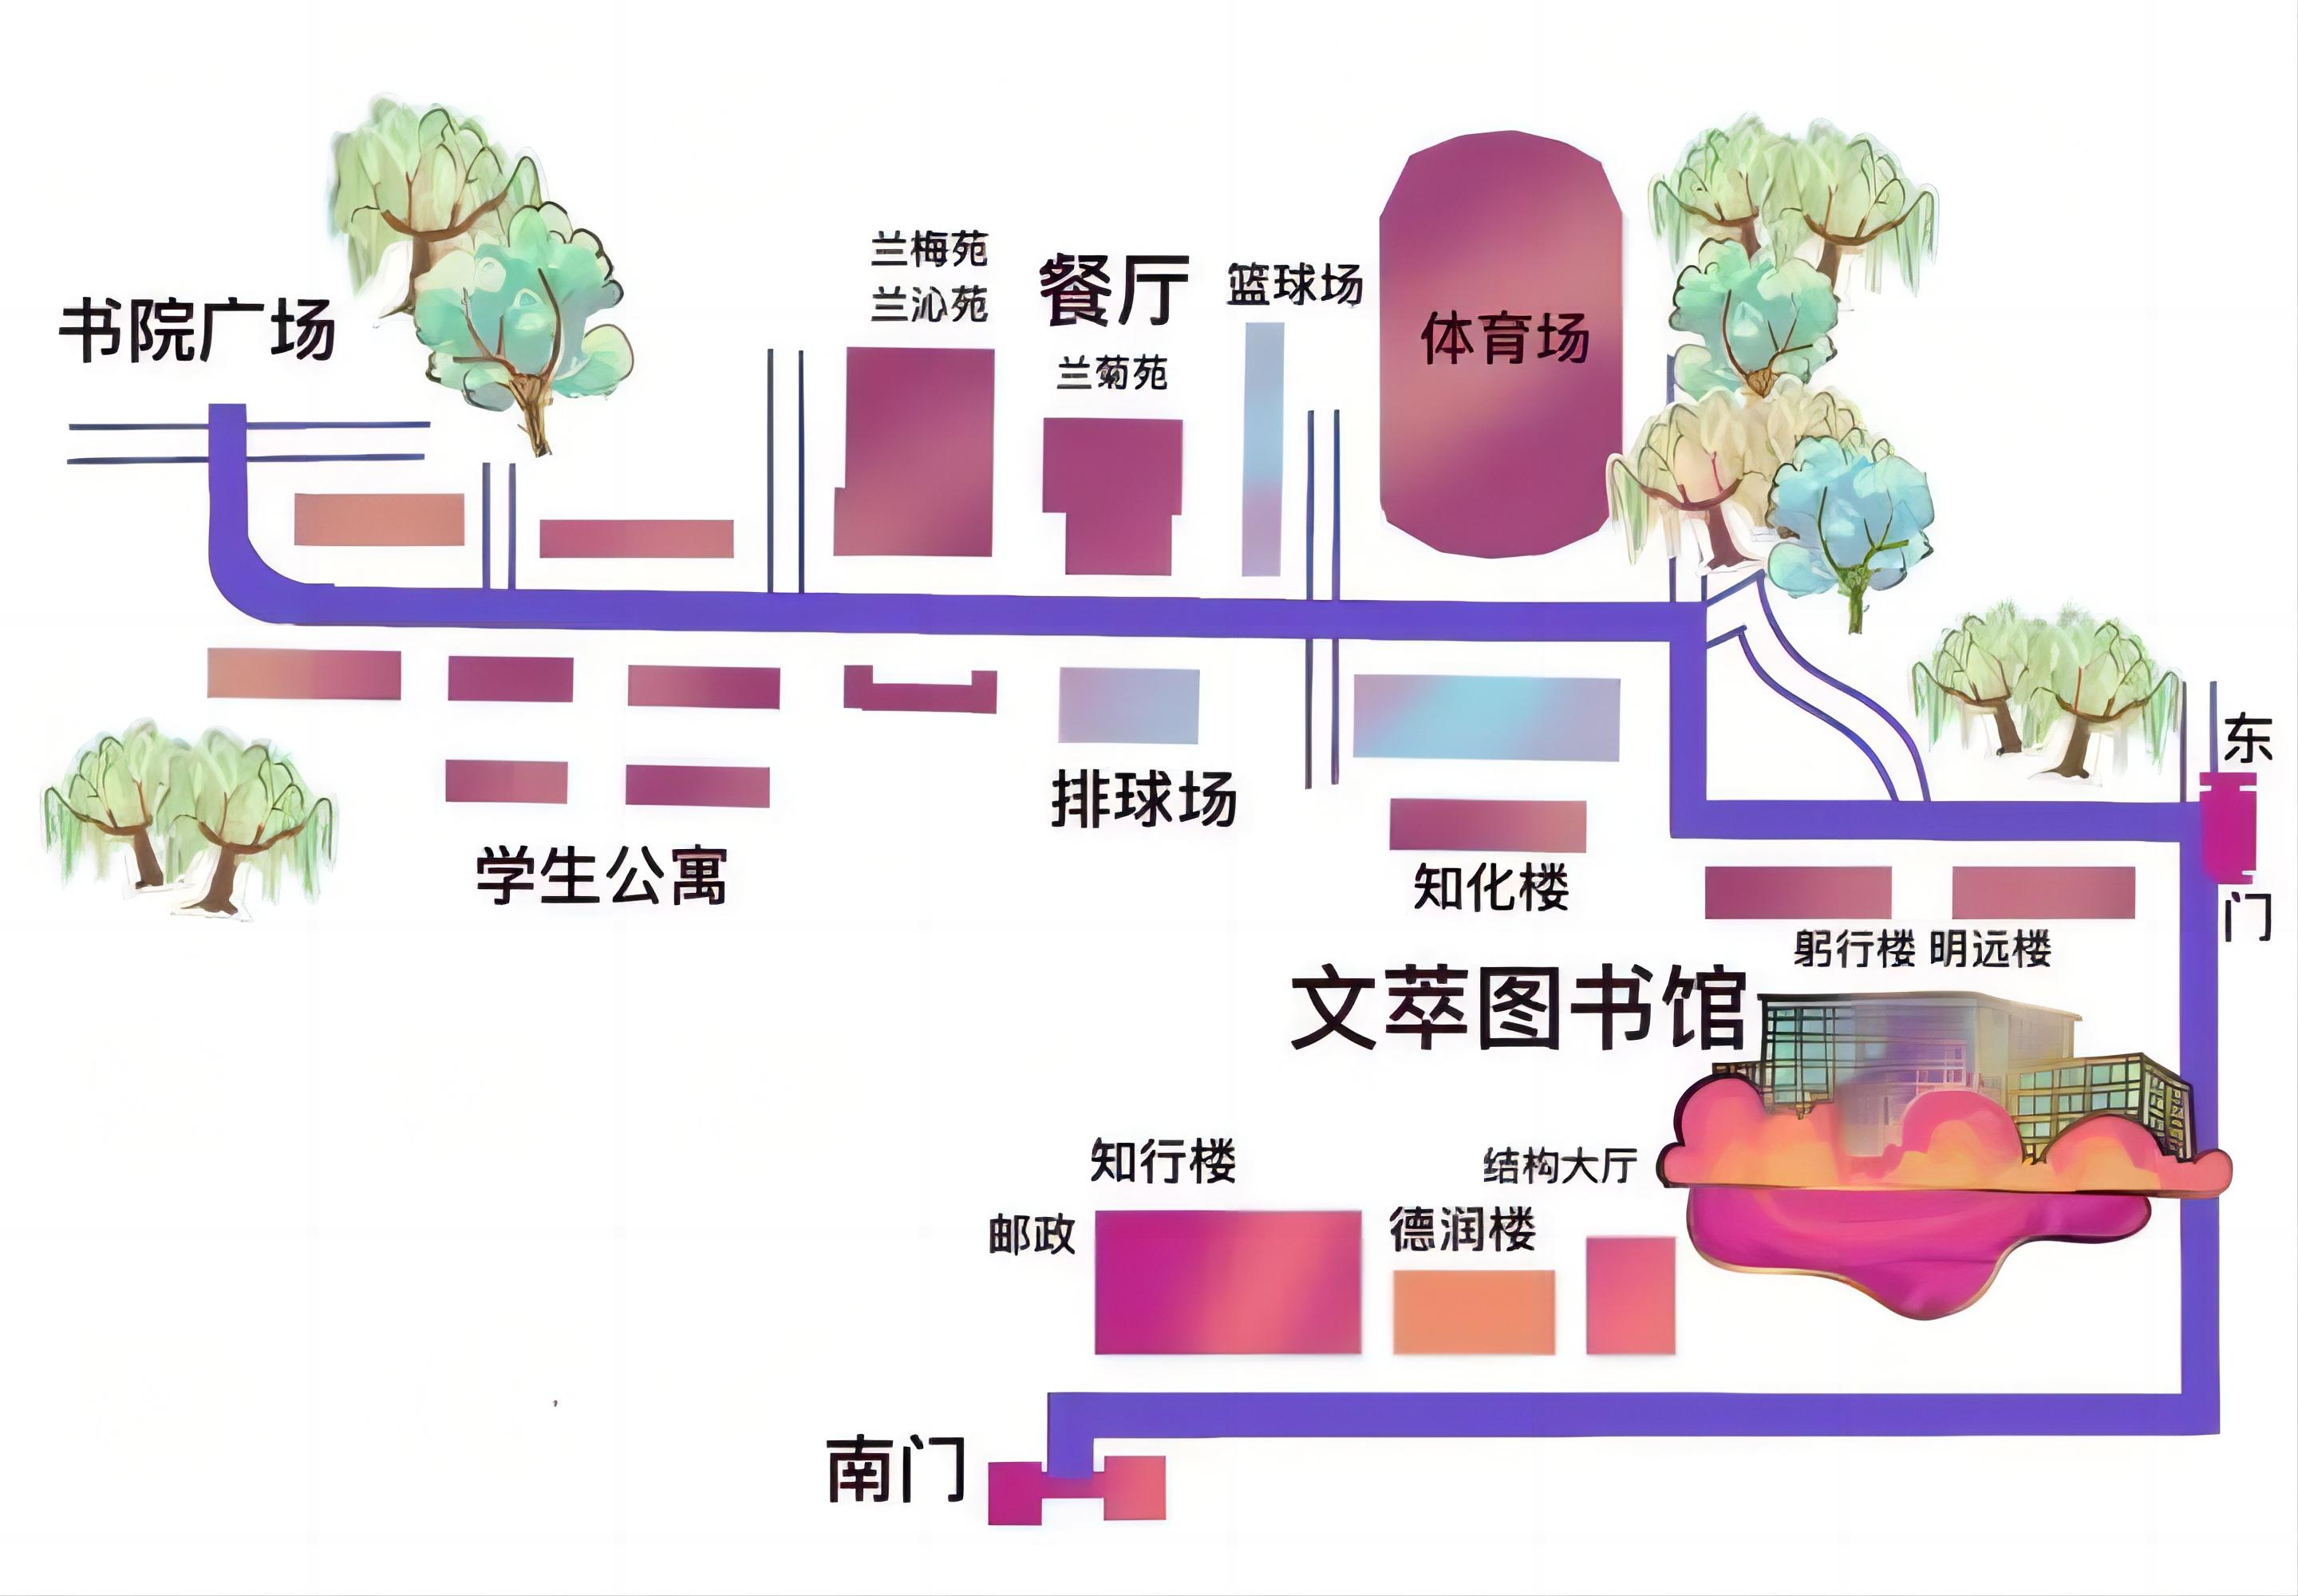 兰梅苑
兰沁苑
餐厅
兰菊苑
篮球场
体育场
书院广场
学生公寓
排球场
知化楼
东门
躬行楼 明远楼
文萃图书馆
知行楼
邮政
结构大厅
德润楼
南门